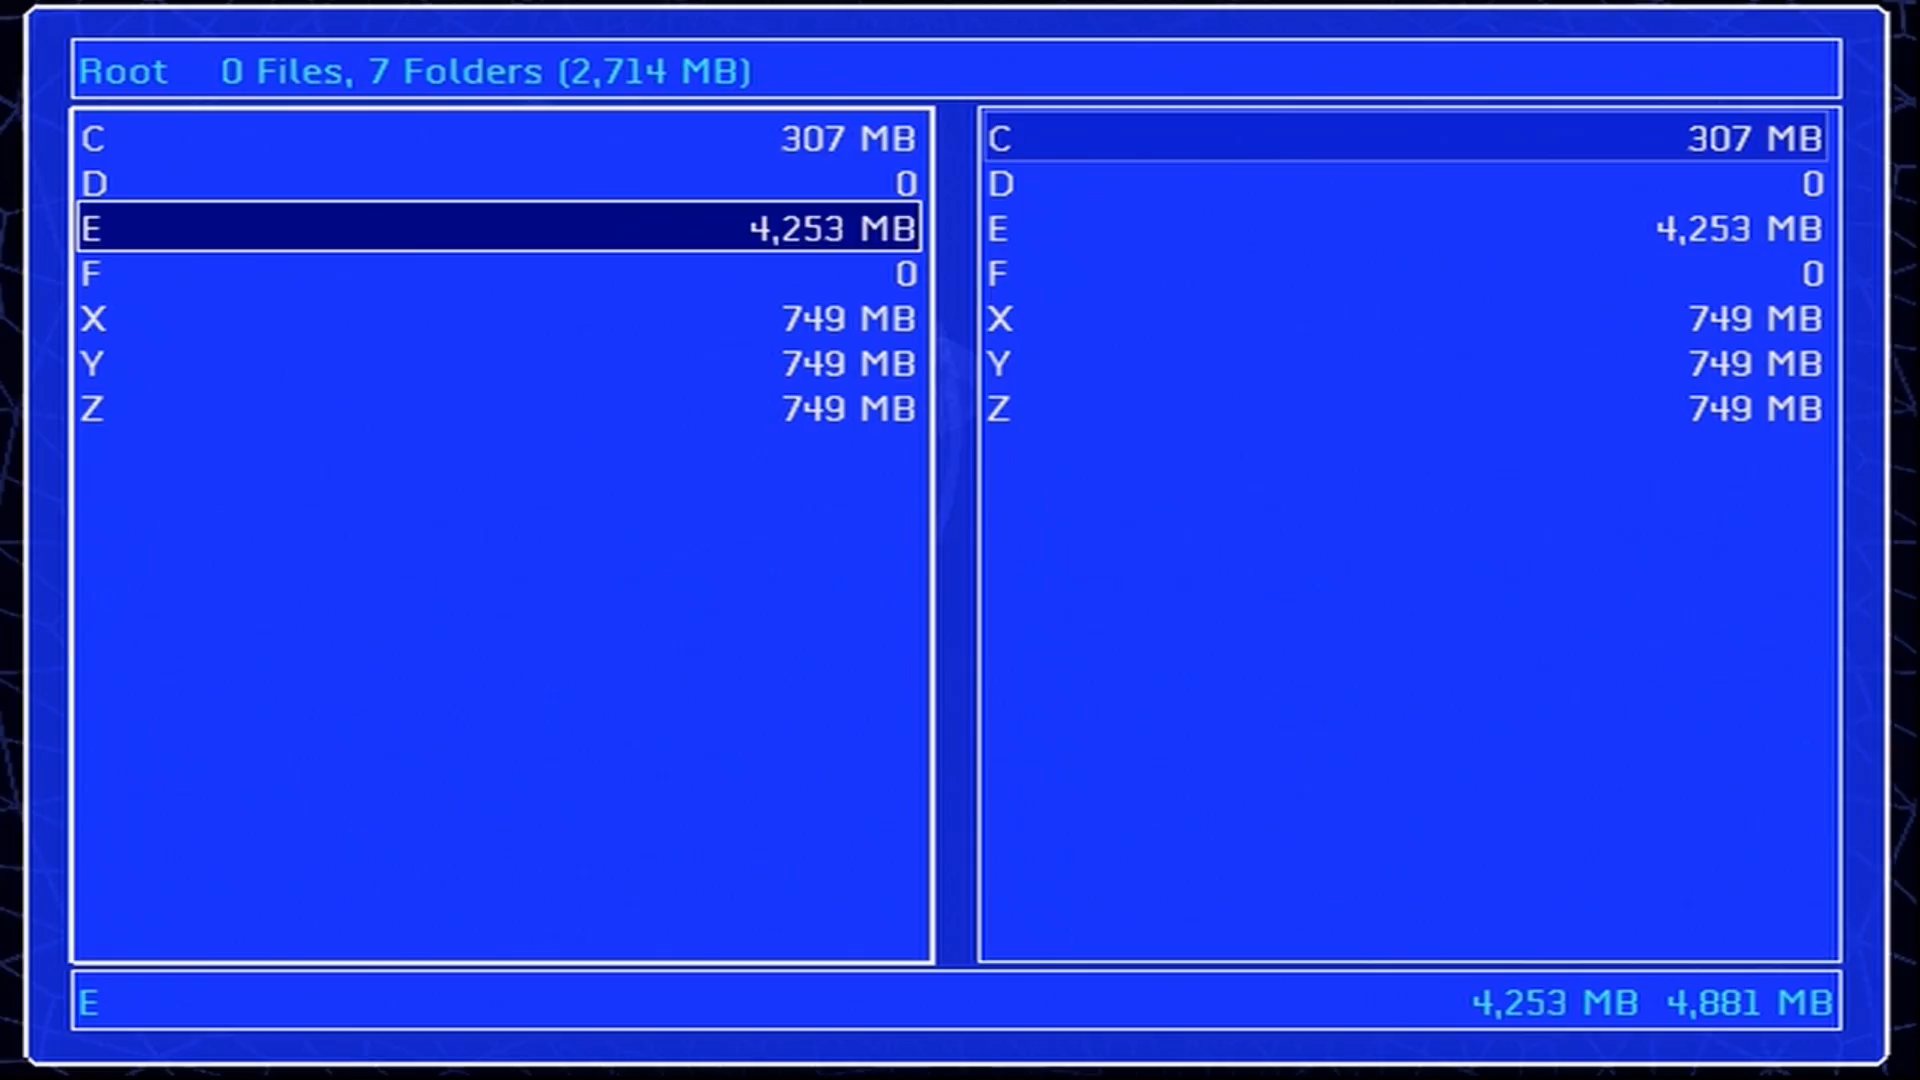 Root 0 Files, 7 Folders (2,714 MB)
C 307 MB
D 0
E 4,253 MB
F 0
X 749 MB
Y 749 MB
Z 749 MB
C 307 MB
D 0
E 4,253 MB
F 0
X 749 MB
Y 749 MB
Z 749 MB
E 4,253 MB 4,881 MB